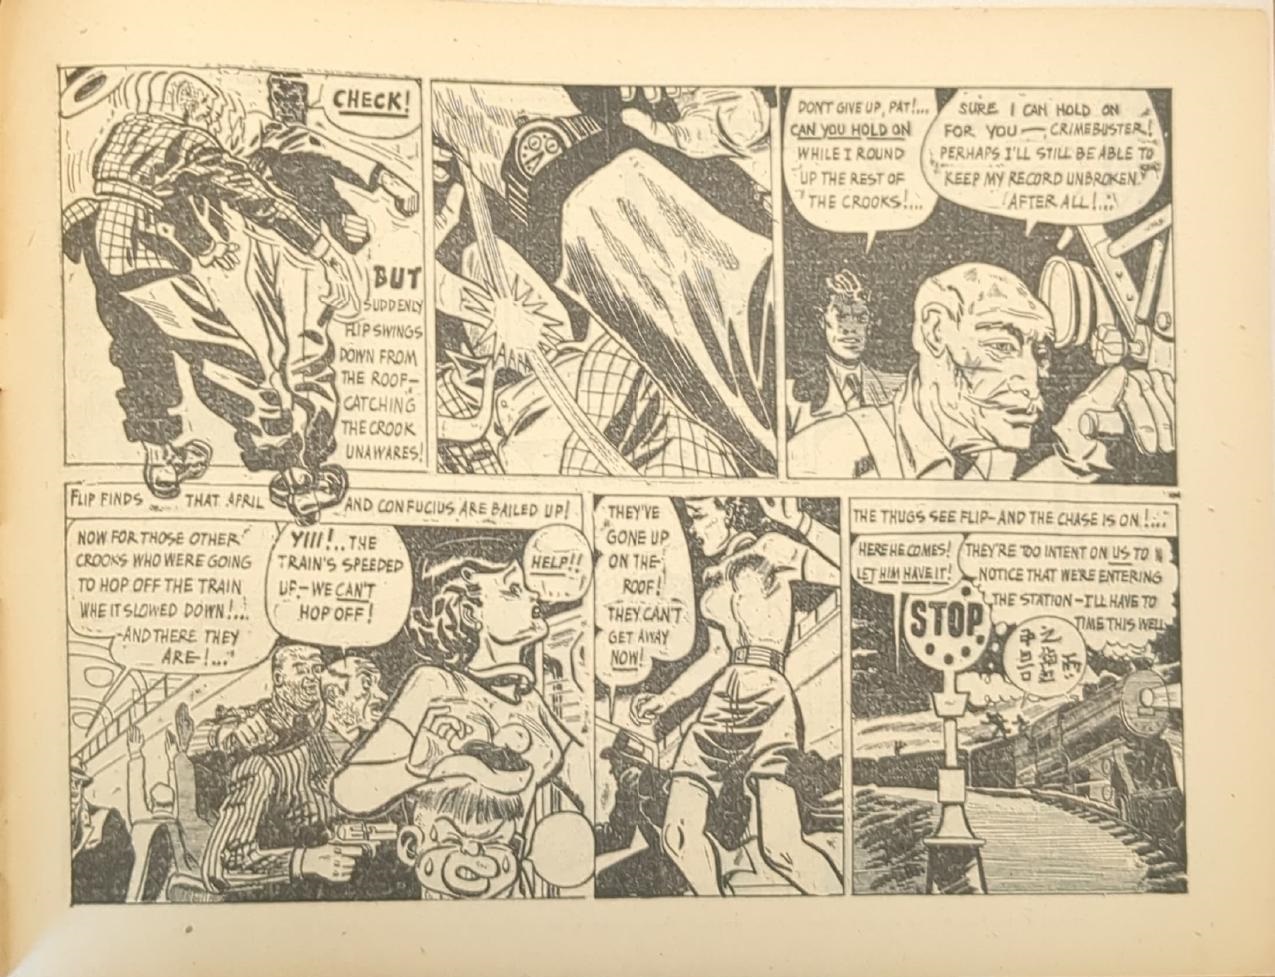 CHECK!
BUT
SUDDENLY
FLIP SWINGS
DOWN FROM
THE ROOF—
CATCHING
THE CROOK
UNAWARES!
AAAA
DON'T GIVE UP, PAT!...
CAN YOU HOLD ON
WHILE I ROUND
UP THE REST OF
THE CROOKS!...
SURE I CAN HOLD ON
FOR YOU —, CRIMEBUSTER!
PERHAPS I'LL STILL BE ABLE TO
KEEP MY RECORD UNBROKEN.
AFTER ALL!...
FLIP FINDS THAT APRIL AND CONFUCIUS ARE BAILED UP!
NOW FOR THOSE OTHER
CROOKS WHO WERE GOING
TO HOP OFF THE TRAIN
WHE IT SLOWED DOWN!...
—AND THERE THEY
ARE!...
YIII!...THE
TRAIN'S SPEEDED
UP—WE CAN'T
HOP OFF!
HELP!!
THEY'VE
GONE UP
ON THE
ROOF!
THEY CAN'T
GET AWAY
NOW!
THE THUGS SEE FLIP—AND THE CHASE IS ON!...
HERE HE COMES!
LET HIM HAVE IT!
THEY'RE TOO INTENT ON US TO
NOTICE THAT WE'RE ENTERING
THE STATION—I'LL HAVE TO
TIME THIS WELL
STOP